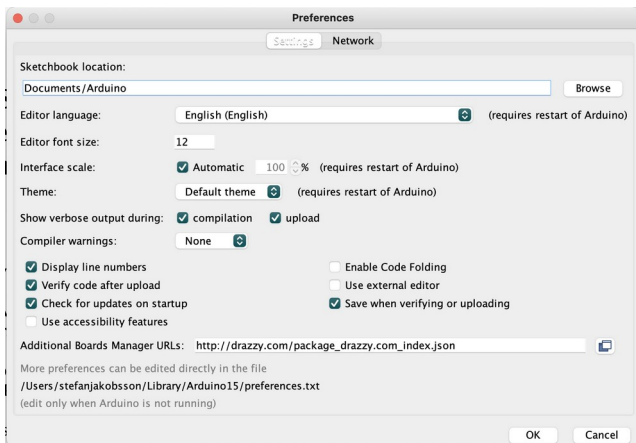 Preferences
Settings Network
Sketchbook location:
Documents/Arduino Browse
Editor language: English (English) (requires restart of Arduino)
Editor font size: 12
Interface scale: Automatic 100 % (requires restart of Arduino)
Theme: Default theme (requires restart of Arduino)
Show verbose output during: compilation upload
Compiler warnings: None
Display line numbers Enable Code Folding
Verify code after upload Use external editor
Check for updates on startup Save when verifying or uploading
Use accessibility features
Additional Boards Manager URLs: http://drazzy.com/package_drazzy.com_index.json
More preferences can be edited directly in the file
/Users/stefanjakobsson/Library/Arduino15/preferences.txt
(edit only when Arduino is not running)
OK Cancel